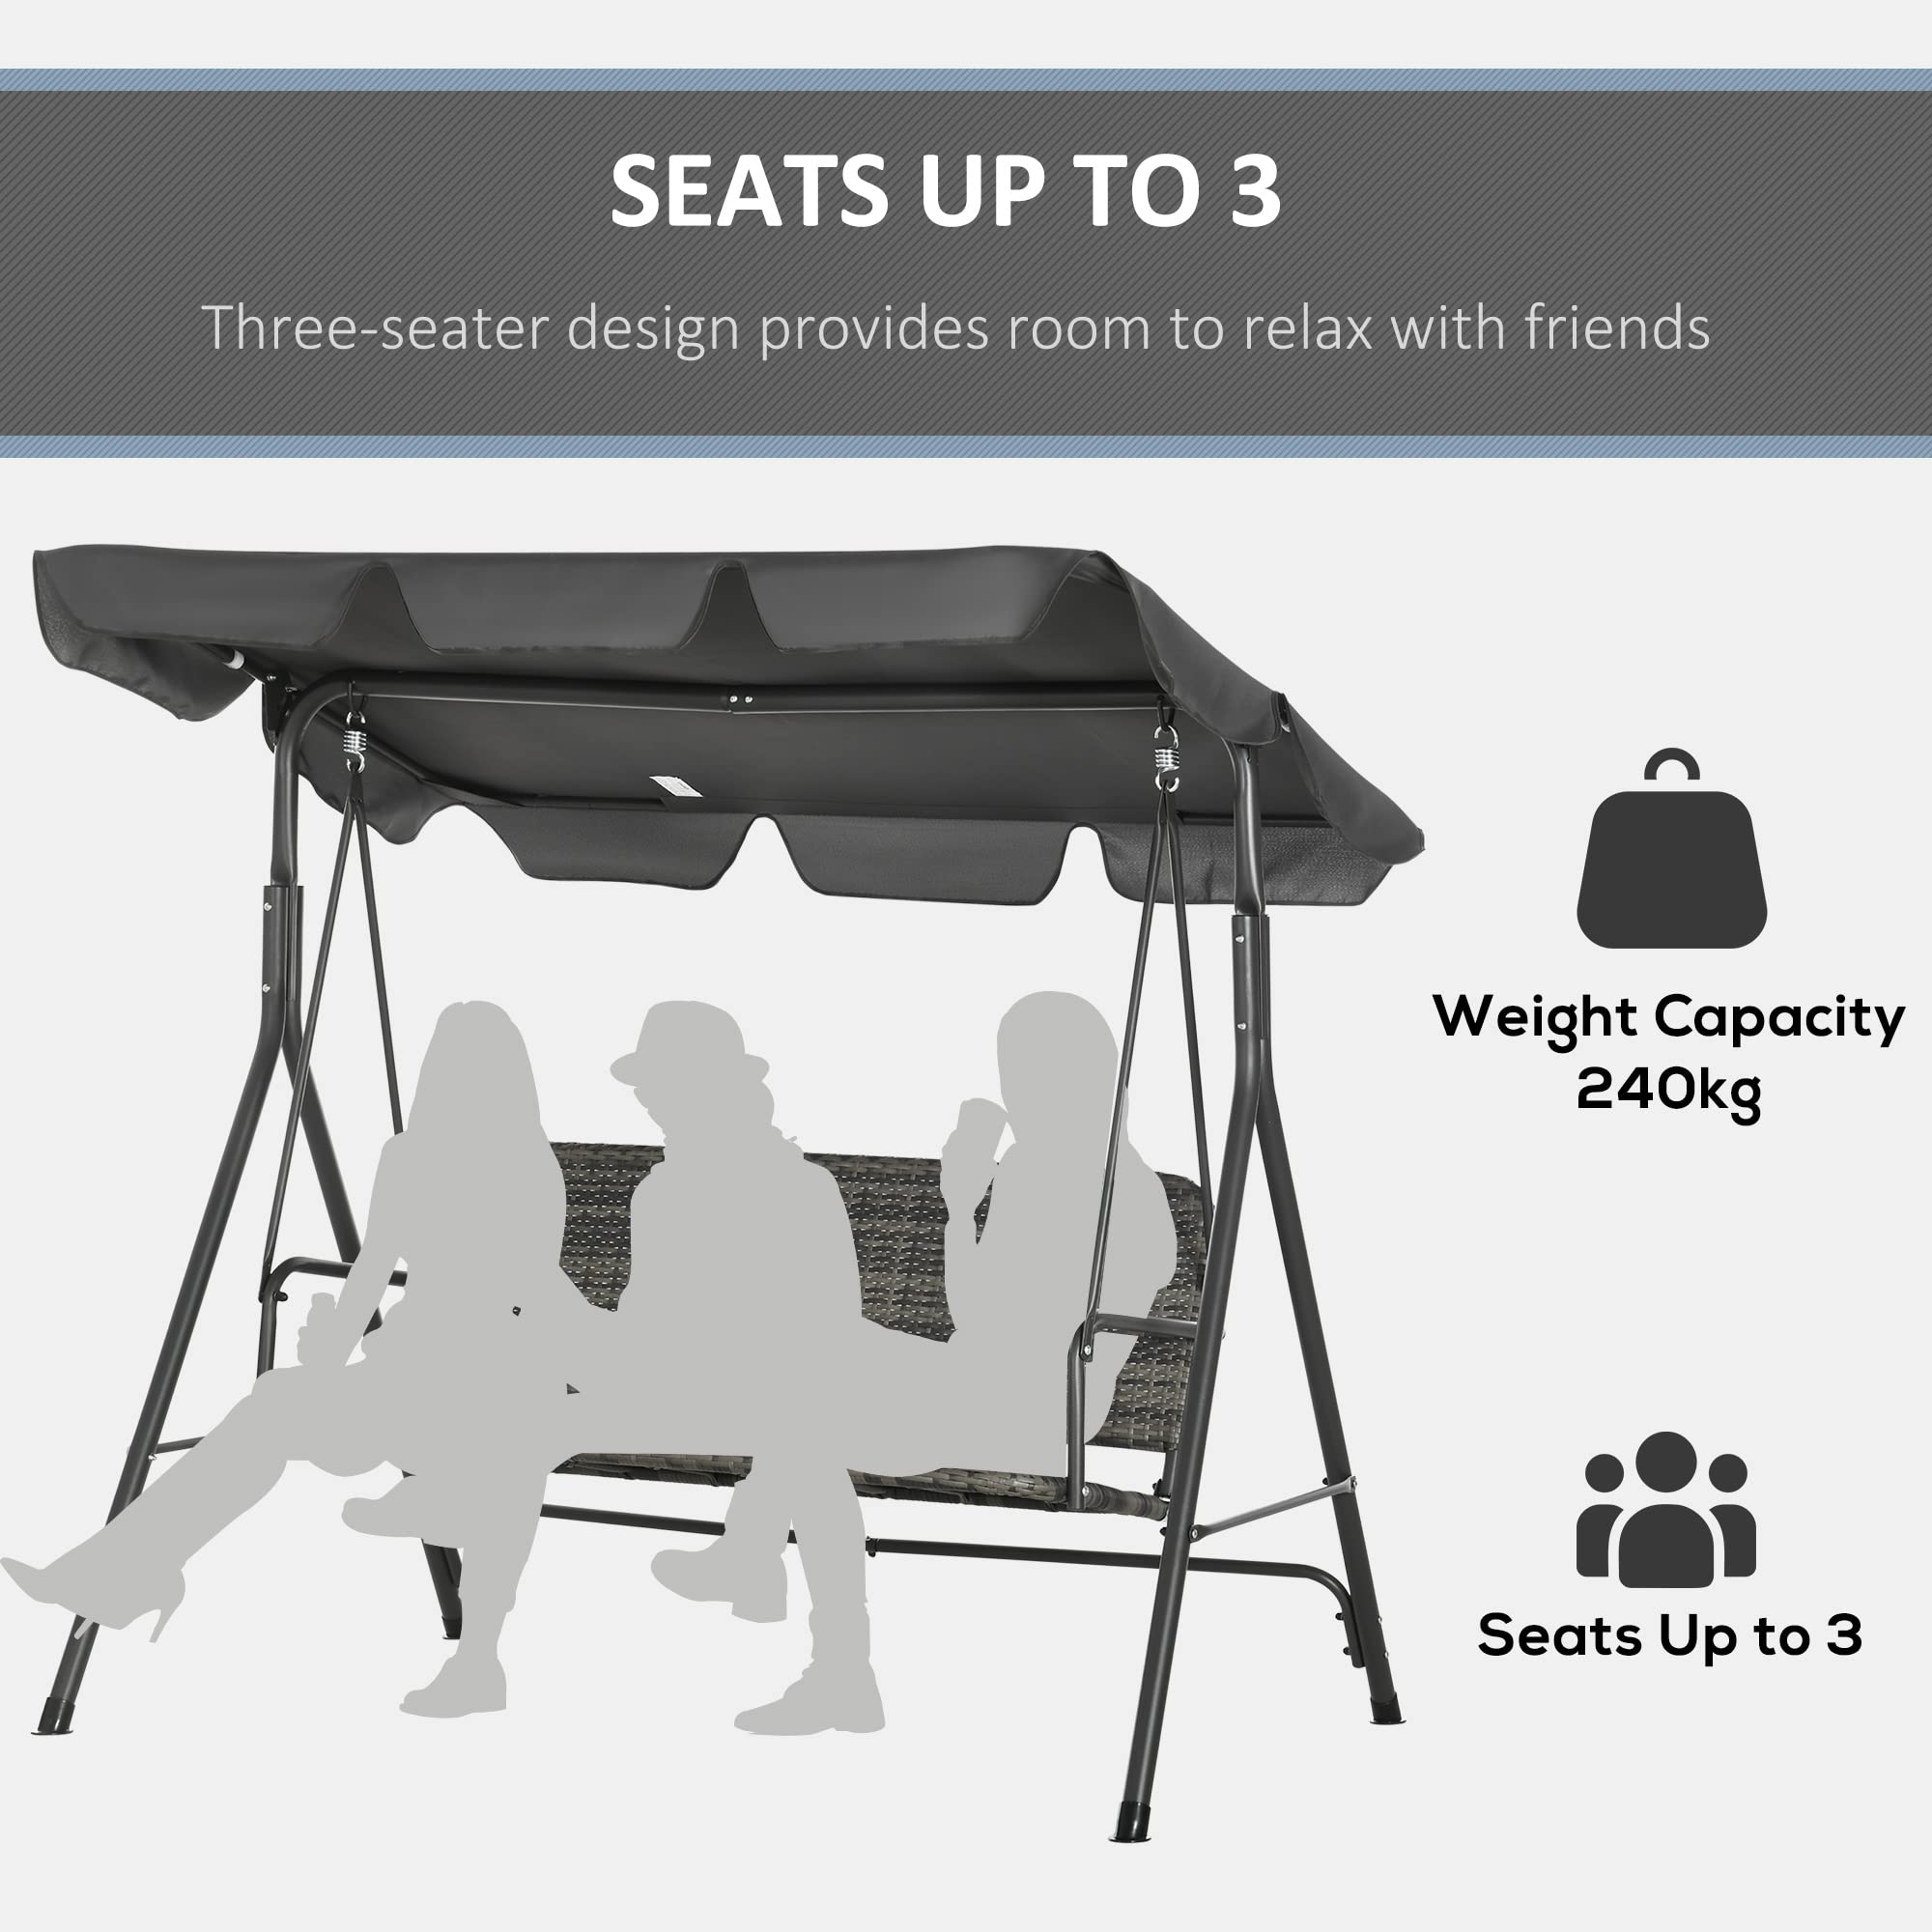 SEATS UP TO 3
Three-seater design provides room to relax with friends
Weight Capacity
240kg
Seats Up to 3